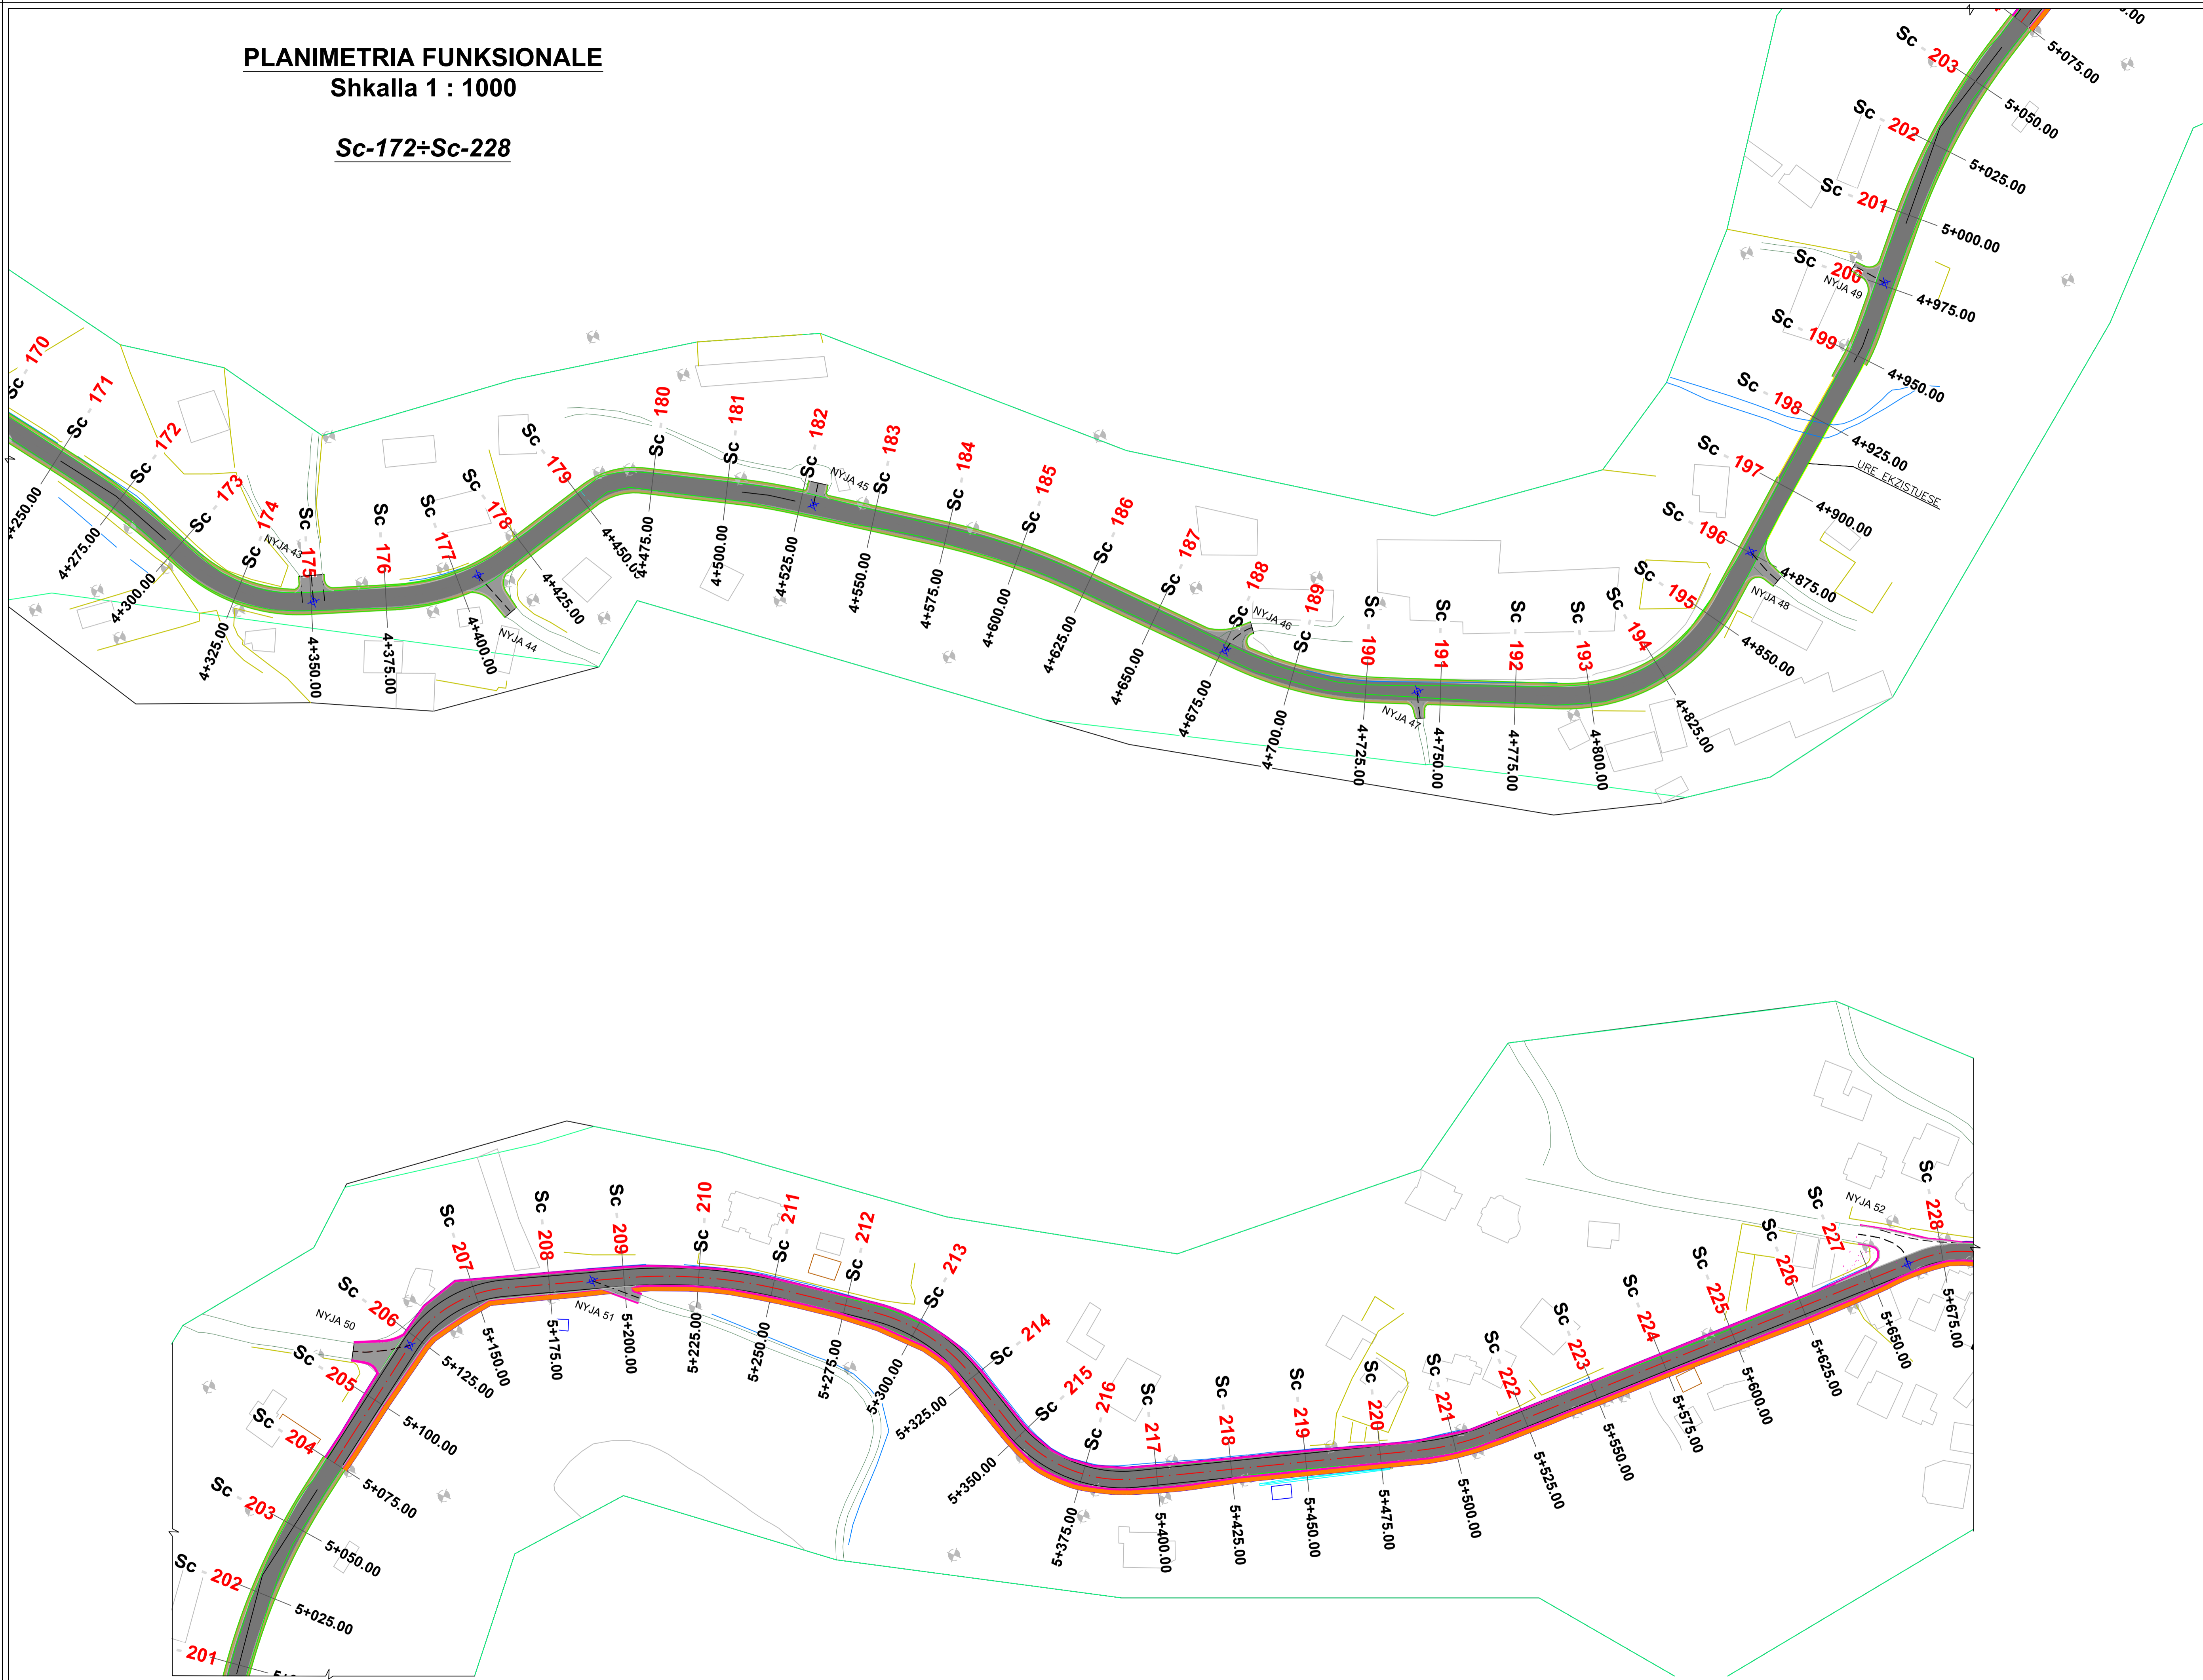 PLANIMETRIA FUNKSIONALE
Shkalla 1 : 1000
Sc-172÷Sc-228
Sc - 170
Sc - 171
Sc - 172
Sc - 173
Sc - 174
Sc - 175
Sc - 176
Sc - 177
Sc - 178
Sc - 179
Sc - 180
Sc - 181
Sc - 182
Sc - 183
Sc - 184
Sc - 185
Sc - 186
Sc - 187
Sc - 188
Sc - 189
Sc - 190
Sc - 191
Sc - 192
Sc - 193
Sc - 194
Sc - 195
Sc - 196
Sc - 197
Sc - 198
Sc - 199
Sc - 200
Sc - 201
Sc - 202
Sc - 203
NYJA 43
NYJA 44
NYJA 45
NYJA 46
NYJA 47
NYJA 48
NYJA 49
URE EKZISTUESE
+250.00
4+275.00
4+300.00
4+325.00
4+350.00
4+375.00
4+400.00
4+425.00
4+450.00
4+475.00
4+500.00
4+525.00
4+550.00
4+575.00
4+600.00
4+625.00
4+650.00
4+675.00
4+700.00
4+725.00
4+750.00
4+775.00
4+800.00
4+825.00
4+850.00
4+875.00
4+900.00
4+925.00
4+950.00
4+975.00
5+000.00
5+025.00
5+050.00
5+075.00
.00
201
Sc - 202
Sc - 203
Sc - 204
Sc - 205
Sc - 206
Sc - 207
Sc - 208
Sc - 209
Sc - 210
Sc - 211
Sc - 212
Sc - 213
Sc - 214
Sc - 215
Sc - 216
Sc - 217
Sc - 218
Sc - 219
Sc - 220
Sc - 221
Sc - 222
Sc - 223
Sc - 224
Sc - 225
Sc - 226
Sc - 227
Sc - 228
NYJA 50
NYJA 51
NYJA 52
5+025.00
5+050.00
5+075.00
5+100.00
5+125.00
5+150.00
5+175.00
5+200.00
5+225.00
5+250.00
5+275.00
5+300.00
5+325.00
5+350.00
5+375.00
5+400.00
5+425.00
5+450.00
5+475.00
5+500.00
5+525.00
5+550.00
5+575.00
5+600.00
5+625.00
5+650.00
5+675.00